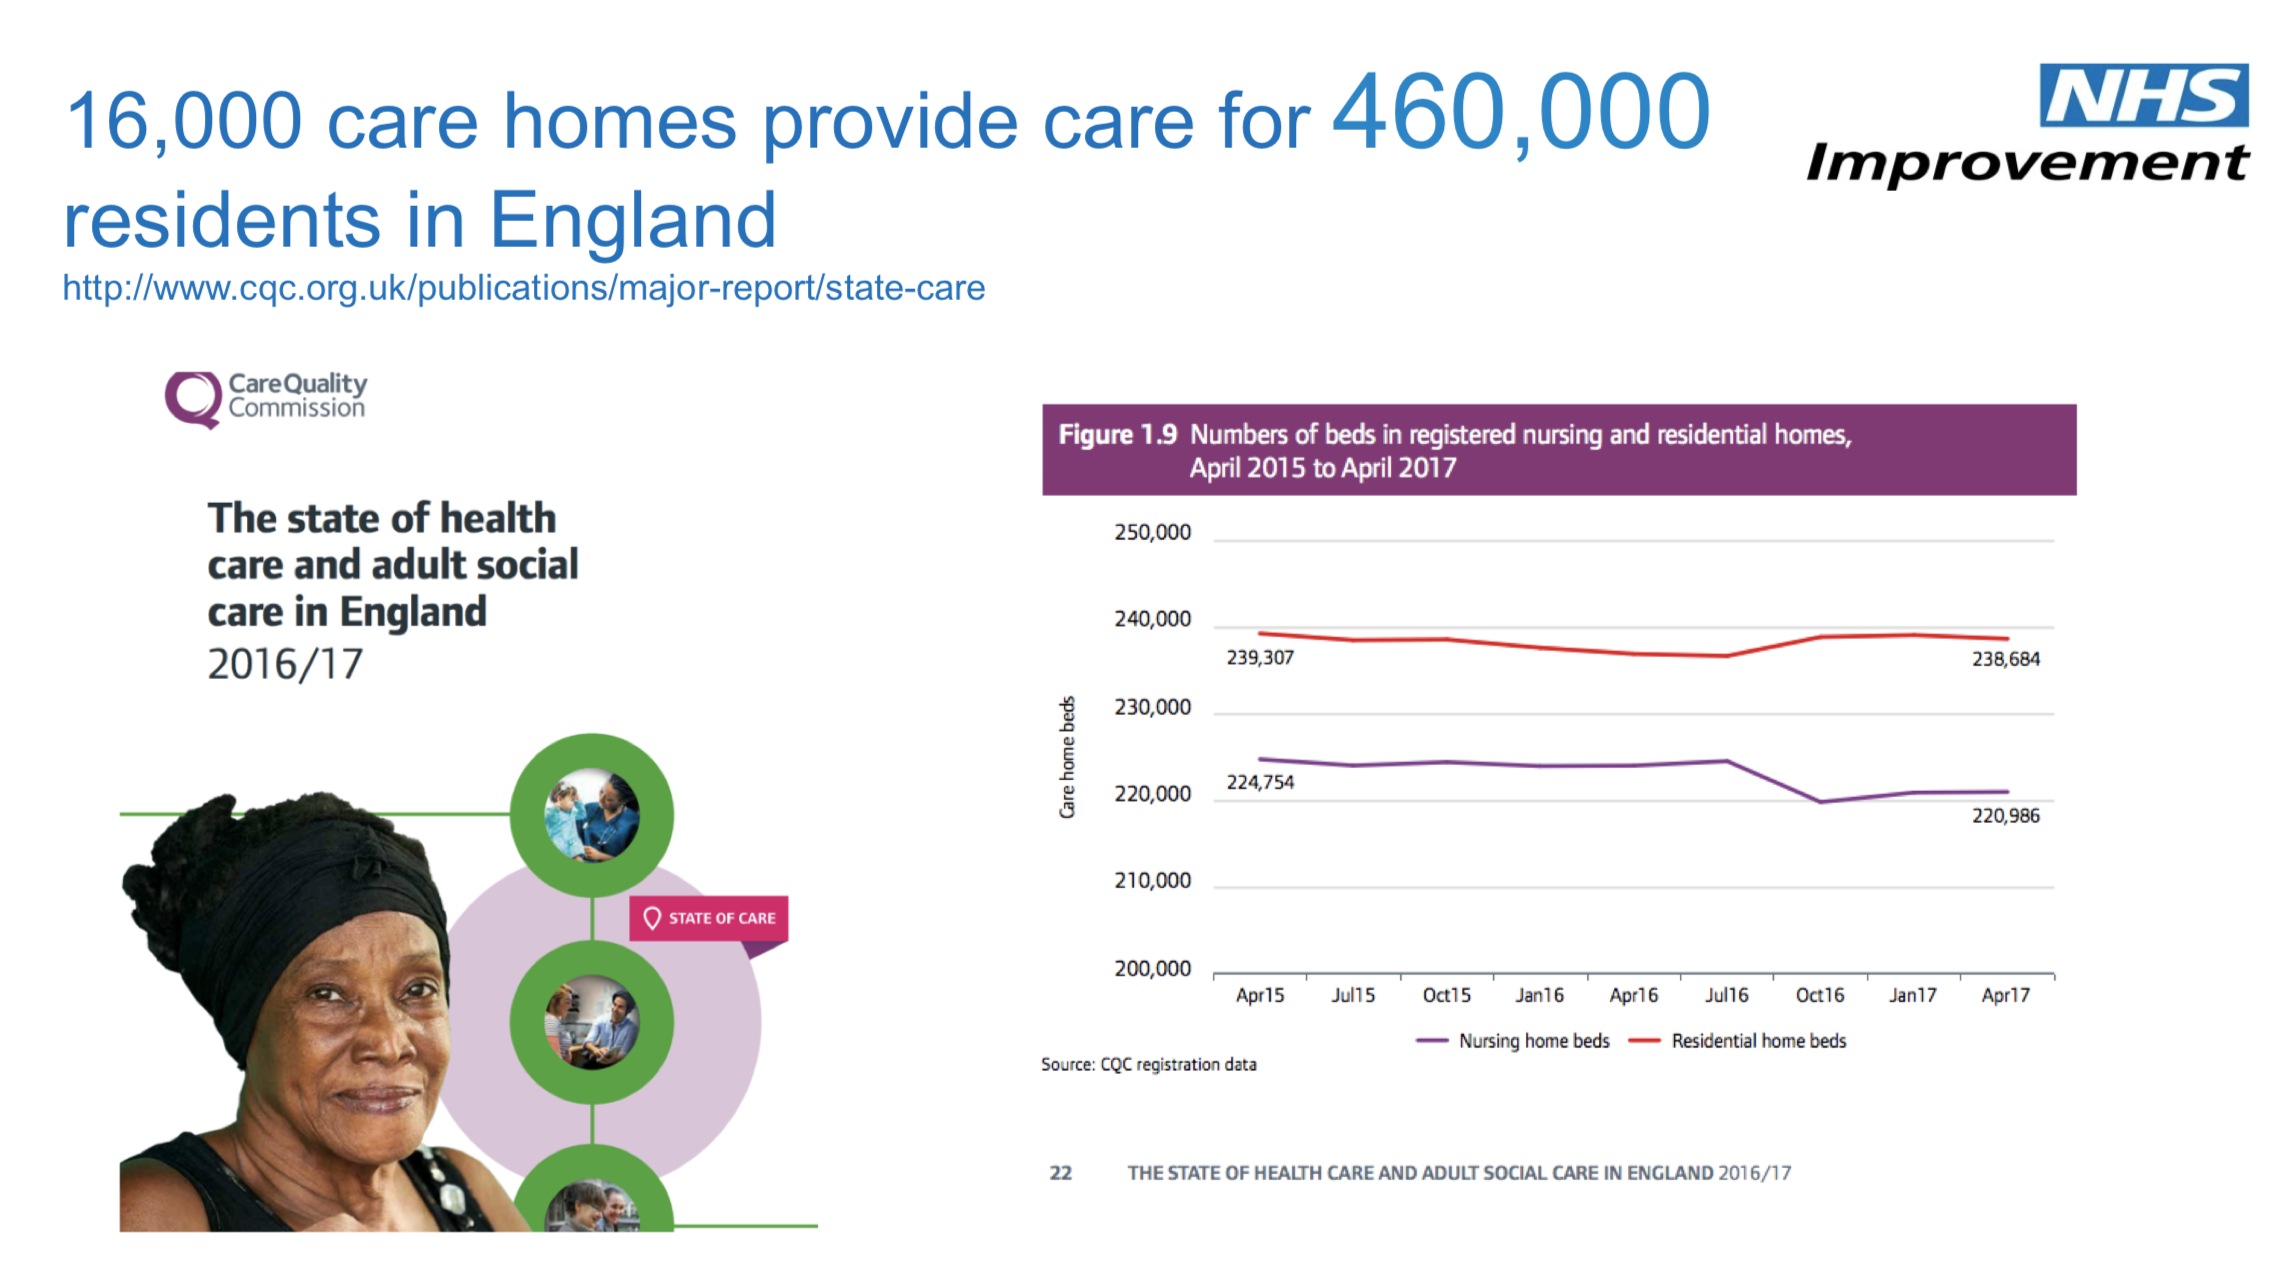 16,000 care homes provide care for 460,000
residents in England
http://www.cqc.org.uk/publications/major-report/state-care
NHS
Improvement
CareQuality
Commission
The state of health
care and adult social
care in England
2016/17
STATE OF CARE
Figure 1.9 Numbers of beds in registered nursing and residential homes,
April 2015 to April 2017
Care home beds
250,000
240,000
230,000
220,000
210,000
200,000
239,307
238,684
224,754
220,986
Apr15 Jul15 Oct15 Jan16 Apr16 Jul16 Oct16 Jan17 Apr17
Nursing home beds Residential home beds
Source: CQC registration data
22 THE STATE OF HEALTH CARE AND ADULT SOCIAL CARE IN ENGLAND 2016/17